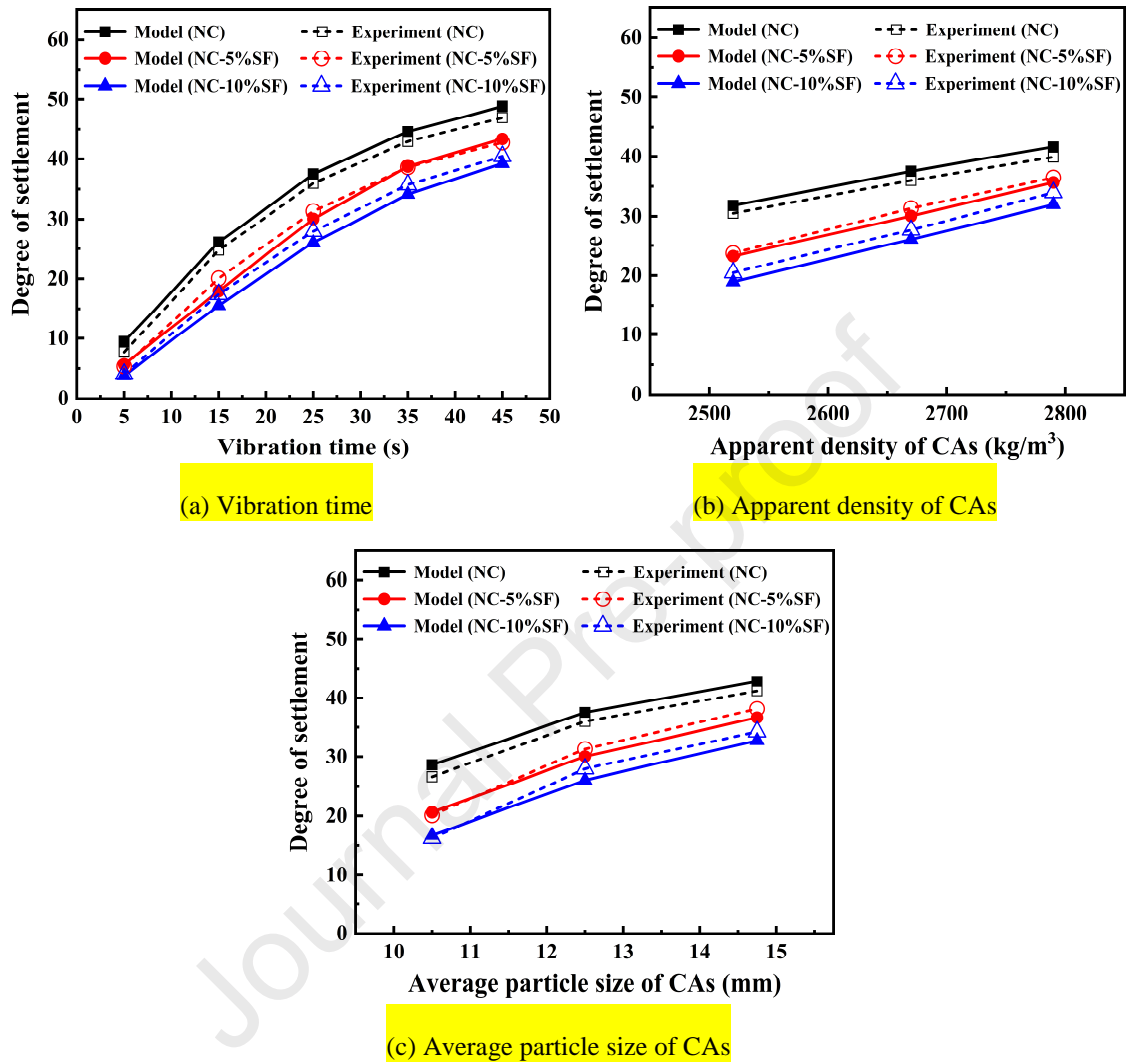 Model (NC) Experiment (NC)
Model (NC-5%SF) Experiment (NC-5%SF)
Model (NC-10%SF) Experiment (NC-10%SF)
60
50
40
30
20
10
0
Degree of settlement
0 5 10 15 20 25 30 35 40 45 50
Vibration time (s)
(a) Vibration time
Model (NC) Experiment (NC)
Model (NC-5%SF) Experiment (NC-5%SF)
Model (NC-10%SF) Experiment (NC-10%SF)
60
50
40
30
20
10
0
Degree of settlement
2500 2600 2700 2800
Apparent density of CAs (kg/m³)
(b) Apparent density of CAs
Model (NC) Experiment (NC)
Model (NC-5%SF) Experiment (NC-5%SF)
Model (NC-10%SF) Experiment (NC-10%SF)
60
50
40
30
20
10
0
Degree of settlement
10 11 12 13 14 15
Average particle size of CAs (mm)
(c) Average particle size of CAs
Journal Pre-proof